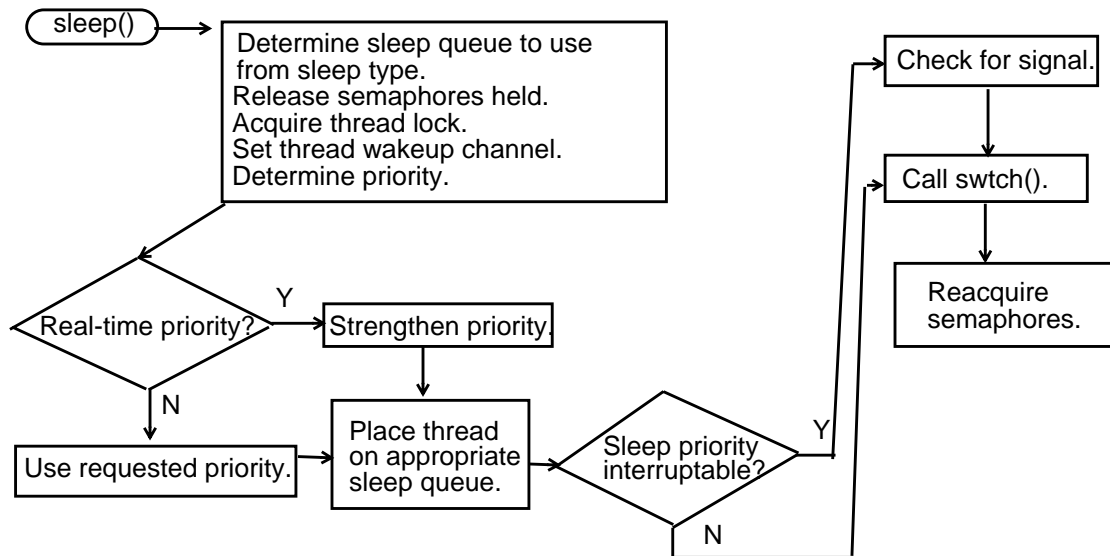 sleep()
Determine sleep queue to use
from sleep type.
Release semaphores held.
Acquire thread lock.
Set thread wakeup channel.
Determine priority.
Real-time priority?
Y
Strengthen priority.
N
Use requested priority.
Place thread
on appropriate
sleep queue.
Sleep priority
interruptable?
Y
N
Check for signal.
Call swtch().
Reacquire
semaphores.